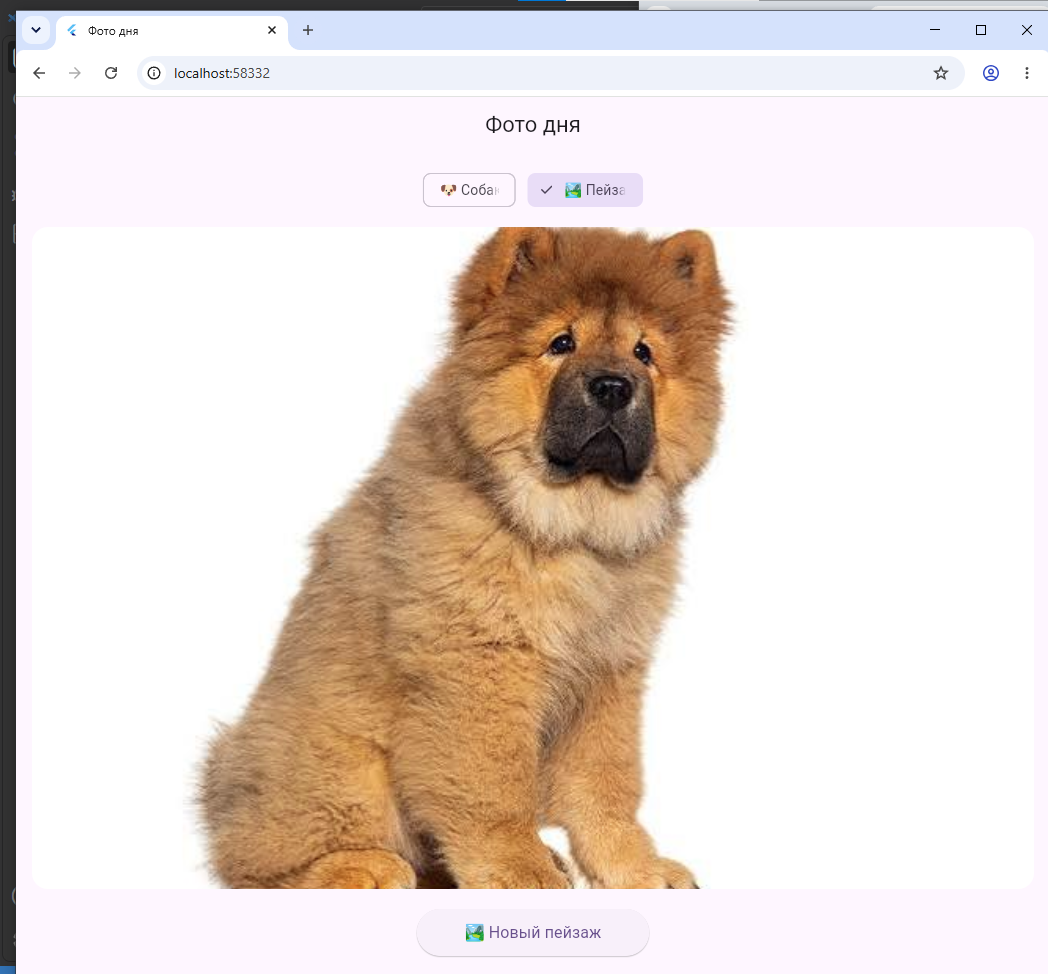 Фото дня
localhost:58332
Фото дня
🐶 Соба
🏞️ Пейза
🏞️ Новый пейзаж